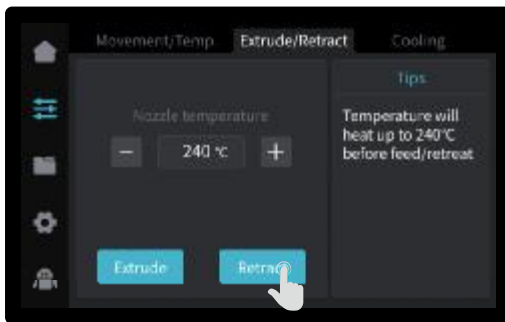 Movement/Temp Extrude/Retract Cooling
Tips
Nozzle temperature
− 240 ℃ +
Temperature will
heat up to 240℃
before feed/retreat
Extrude Retract